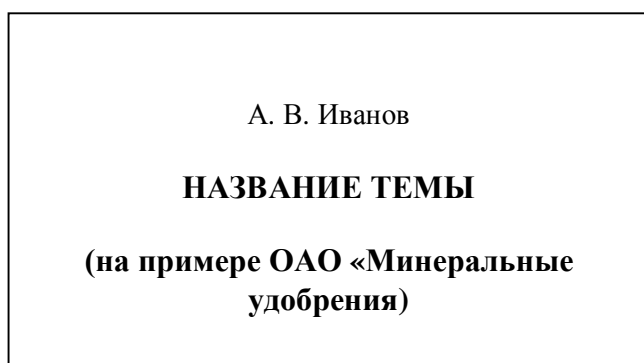 А. В. Иванов
НАЗВАНИЕ ТЕМЫ
(на примере ОАО «Минеральные
удобрения)